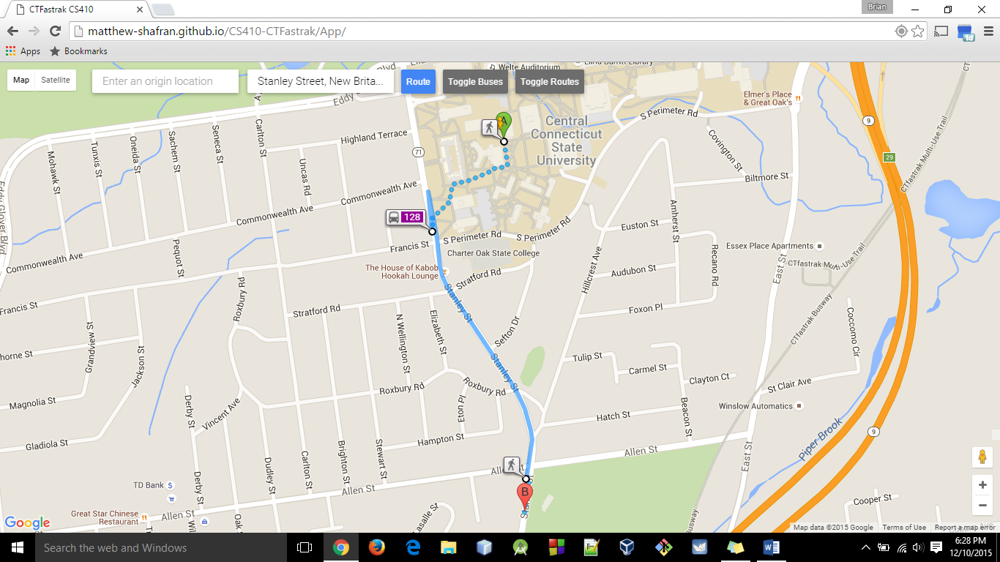 CTFastrak CS410
Brian
matthew-shafran.github.io/CS410-CTFastrak/App/
1d
Apps
Bookmarks
Map
Satellite
Enter an origin location
Stanley Street, New Brita...
Route
Toggle Buses
Toggle Routes
Welte Auditorium
Elihu Burritt Library
Eddy
Blvd
Elmer's Place
& Great Oak's
S Perimeter Rd
Central
Connecticut
State
University
A
9
29
71
Highland Terrace
Mohawk St
Tunxis St
Oneida St
Sachem St
Seneca St
Carlton St
Uncas Rd
Covington St
Biltmore St
CTfastrak Multi-Use Trail
Commonwealth Ave
Commonwealth Ave
Commonwealth Ave
Eddy Glover Blvd
128
Amherst St
Euston St
S Perimeter Rd
S Perimeter Rd
Francis St
Charter Oak State College
Essex Place Apartments
Pequot St
The House of Kabob
Hookah Lounge
Stratford Rd
Hillcrest Ave
Audubon St
Recano Rd
East St
CTfastrak Multi-Use Trail
Roxbury Rd
Francis St
Stratford Rd
Stanley St
Foxon Pl
N Wellington St
Elizabeth St
Sefton Dr
CTfastrak Busway
Coccomo Cir
Grandview St
horne St
Jackson St
Stanley St
Tulip St
Carmel St
Clayton Ct
St Clair Ave
Roxbury Rd
Roxbury Rd
Magnolia St
Derby St
Vincent Ave
Eton Pl
Hatch St
Beacon St
Winslow Automatics
9
Piper Brook
Gladiola St
Hampton St
Brighton St
Stewart St
Dudley St
Carlton St
Allen St
East St
Allen St
TD Bank
Derby St
Allen St
B
Cooper St
Great Star Chinese
Restaurant
Allen St
Lasalle St
CTfastrak Busway
Google
Map data ©2015 Google
Terms of Use
Report a map error
Search the web and Windows
6:28 PM
12/10/2015